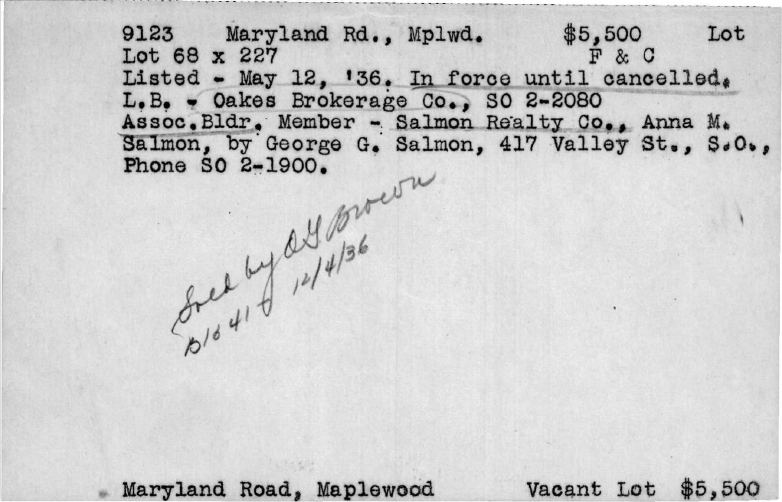 9123 Maryland Rd., Mplwd. $5,500 Lot
Lot 68 x 227 F & C
Listed - May 12, '36. In force until cancelled.
L.B. - Oakes Brokerage Co., SO 2-2080
Assoc.Bldr. Member - Salmon Realty Co., Anna M.
Salmon, by George G. Salmon, 417 Valley St., S.O.,
Phone SO 2-1900.
Sold by O G Brown
B1641 12/4/36
Maryland Road, Maplewood Vacant Lot $5,500